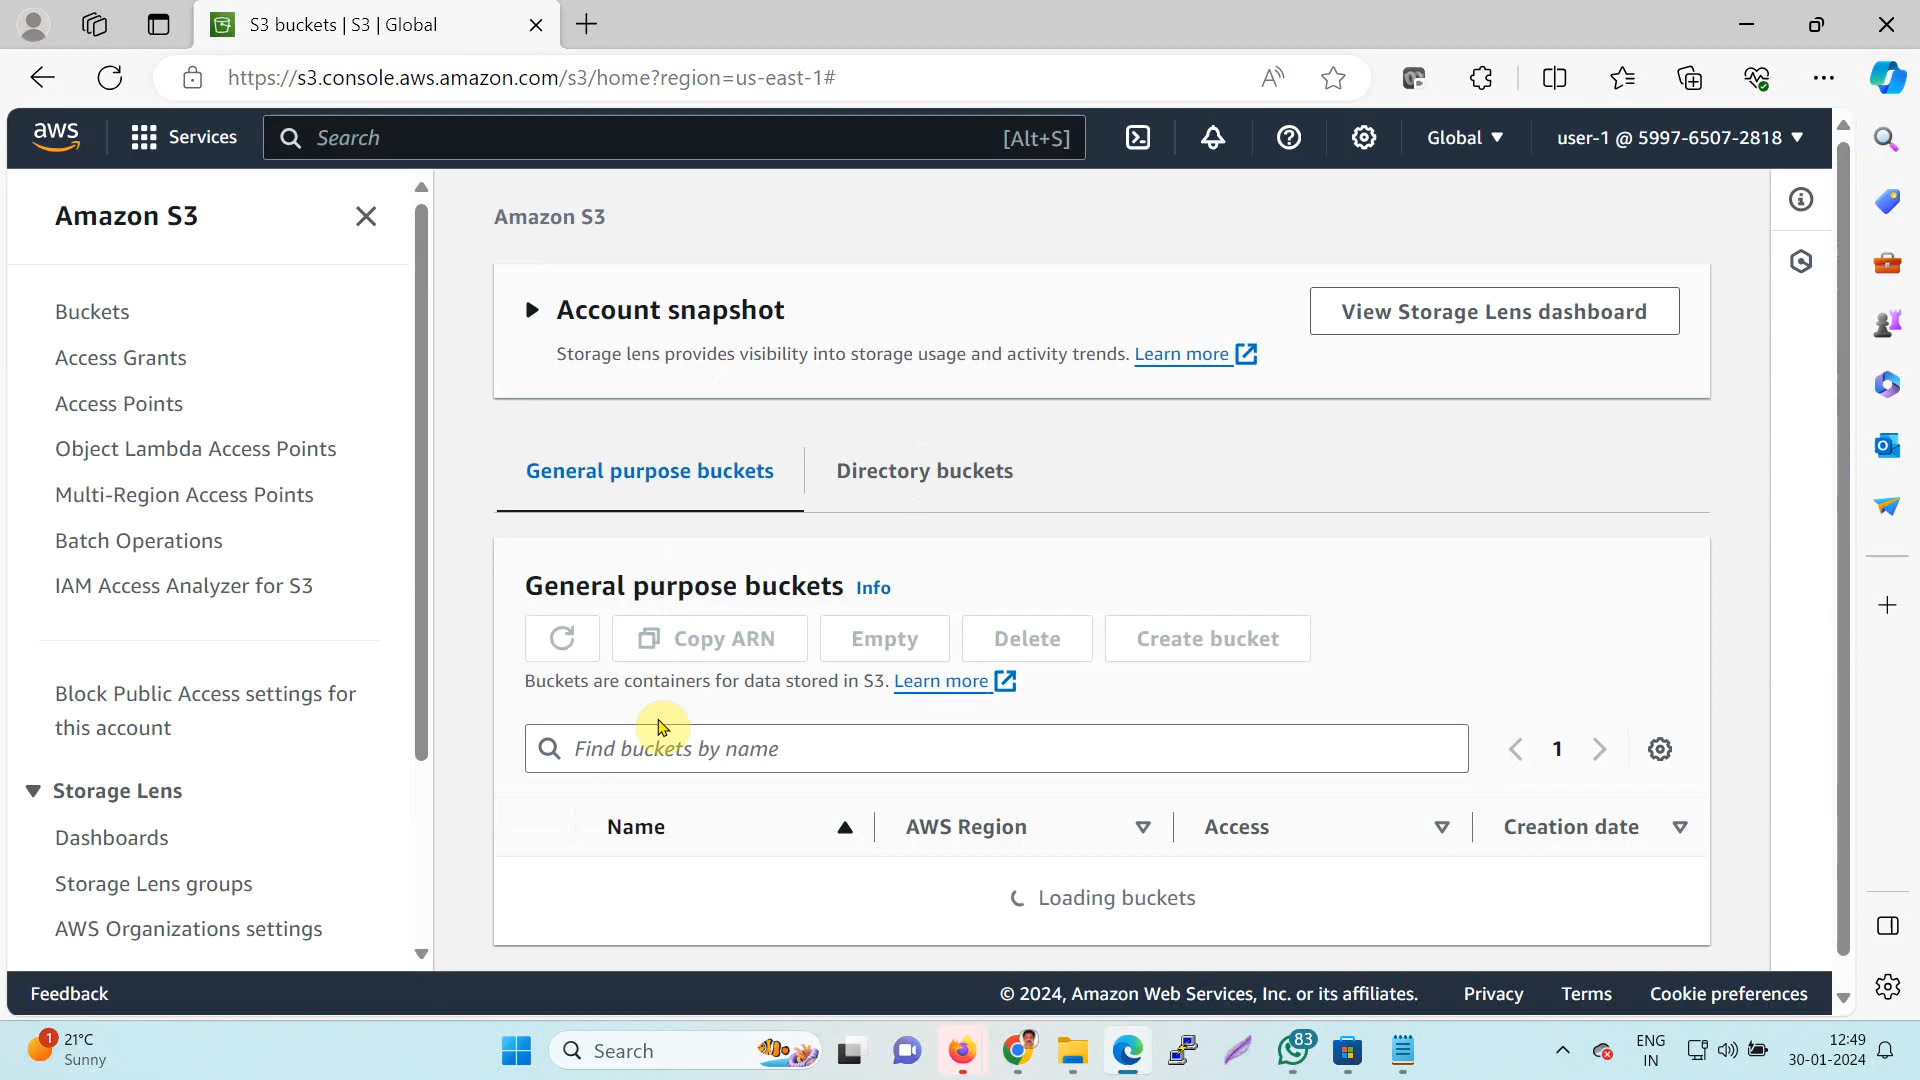 S3 buckets | S3 | Global
https://s3.console.aws.amazon.com/s3/home?region=us-east-1#
aws
Services
Search
[Alt+S]
Global
user-1 @ 5997-6507-2818
Amazon S3
Buckets
Access Grants
Access Points
Object Lambda Access Points
Multi-Region Access Points
Batch Operations
IAM Access Analyzer for S3
Block Public Access settings for
this account
Storage Lens
Dashboards
Storage Lens groups
AWS Organizations settings
Amazon S3
Account snapshot
View Storage Lens dashboard
Storage lens provides visibility into storage usage and activity trends. Learn more
General purpose buckets
Directory buckets
General purpose buckets Info
Copy ARN
Empty
Delete
Create bucket
Buckets are containers for data stored in S3. Learn more
Find buckets by name
1
Name
AWS Region
Access
Creation date
Loading buckets
Feedback
© 2024, Amazon Web Services, Inc. or its affiliates.
Privacy
Terms
Cookie preferences
1
21°C
Sunny
Search
83
ENG
IN
12:49
30-01-2024